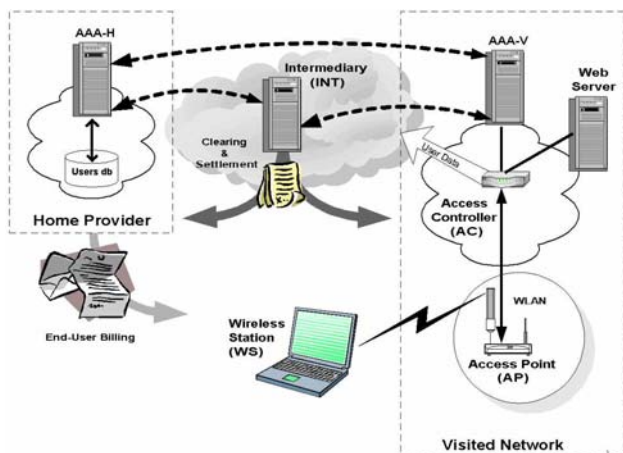 AAA-H
Users db
Home Provider
End-User Billing
Intermediary
(INT)
Clearing
&
Settlement
AAA-V
Web
Server
User Data
Access
Controller
(AC)
WLAN
Access Point
(AP)
Wireless
Station
(WS)
Visited Network